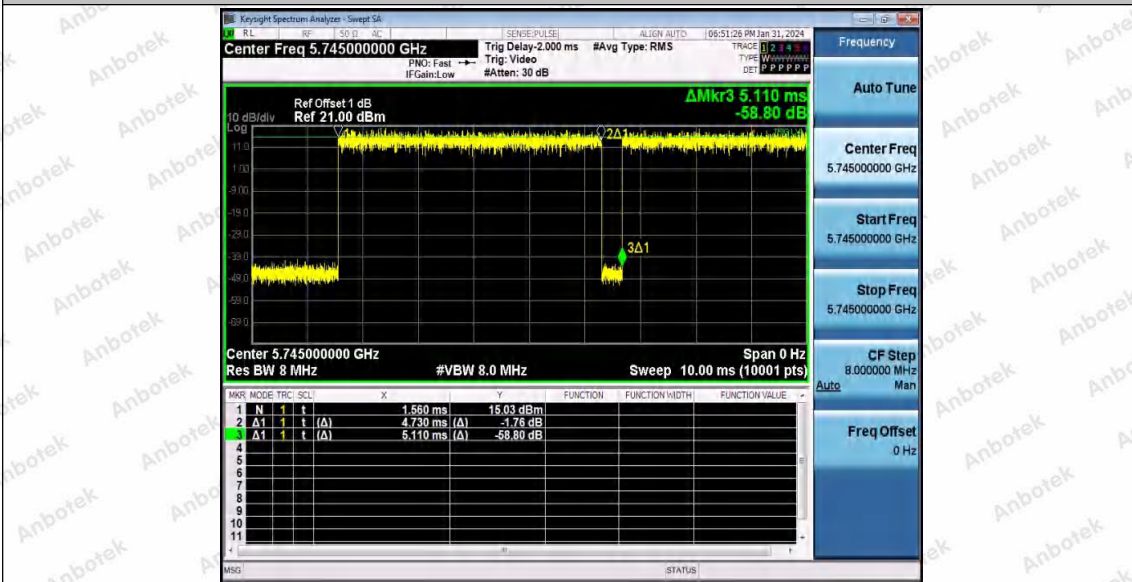 Keysight Spectrum Analyzer - Swept SA
RL RF 50 Ω AC SENSE:PULSE ALIGN AUTO 06:51:26 PM Jan 31, 2024
Center Freq 5.745000000 GHz Trig Delay-2.000 ms #Avg Type: RMS TRACE 1 2 3 4 5 6
PNO: Fast Trig: Video TYPE WWWWWW
IFGain:Low #Atten: 30 dB DET P P P P P P
ΔMkr3 5.110 ms
-58.80 dB
Ref Offset 1 dB
10 dB/div Ref 21.00 dBm
Log
11.0
1.00
-9.00
-19.0
-29.0
-39.0
-49.0
-59.0
-69.0
2Δ1
3Δ1
Center 5.745000000 GHz Span 0 Hz
Res BW 8 MHz #VBW 8.0 MHz Sweep 10.00 ms (10001 pts)
MKR MODE TRC SCL X Y FUNCTION FUNCTION WIDTH FUNCTION VALUE
1 N 1 t 1.560 ms 15.03 dBm
2 Δ1 1 t (Δ) 4.730 ms (Δ) -1.76 dB
3 Δ1 1 t (Δ) 5.110 ms (Δ) -58.80 dB
4
5
6
7
8
9
10
11
MSG STATUS
Frequency
Auto Tune
Center Freq
5.745000000 GHz
Start Freq
5.745000000 GHz
Stop Freq
5.745000000 GHz
CF Step
8.000000 MHz
Auto Man
Freq Offset
0 Hz
Anbotek